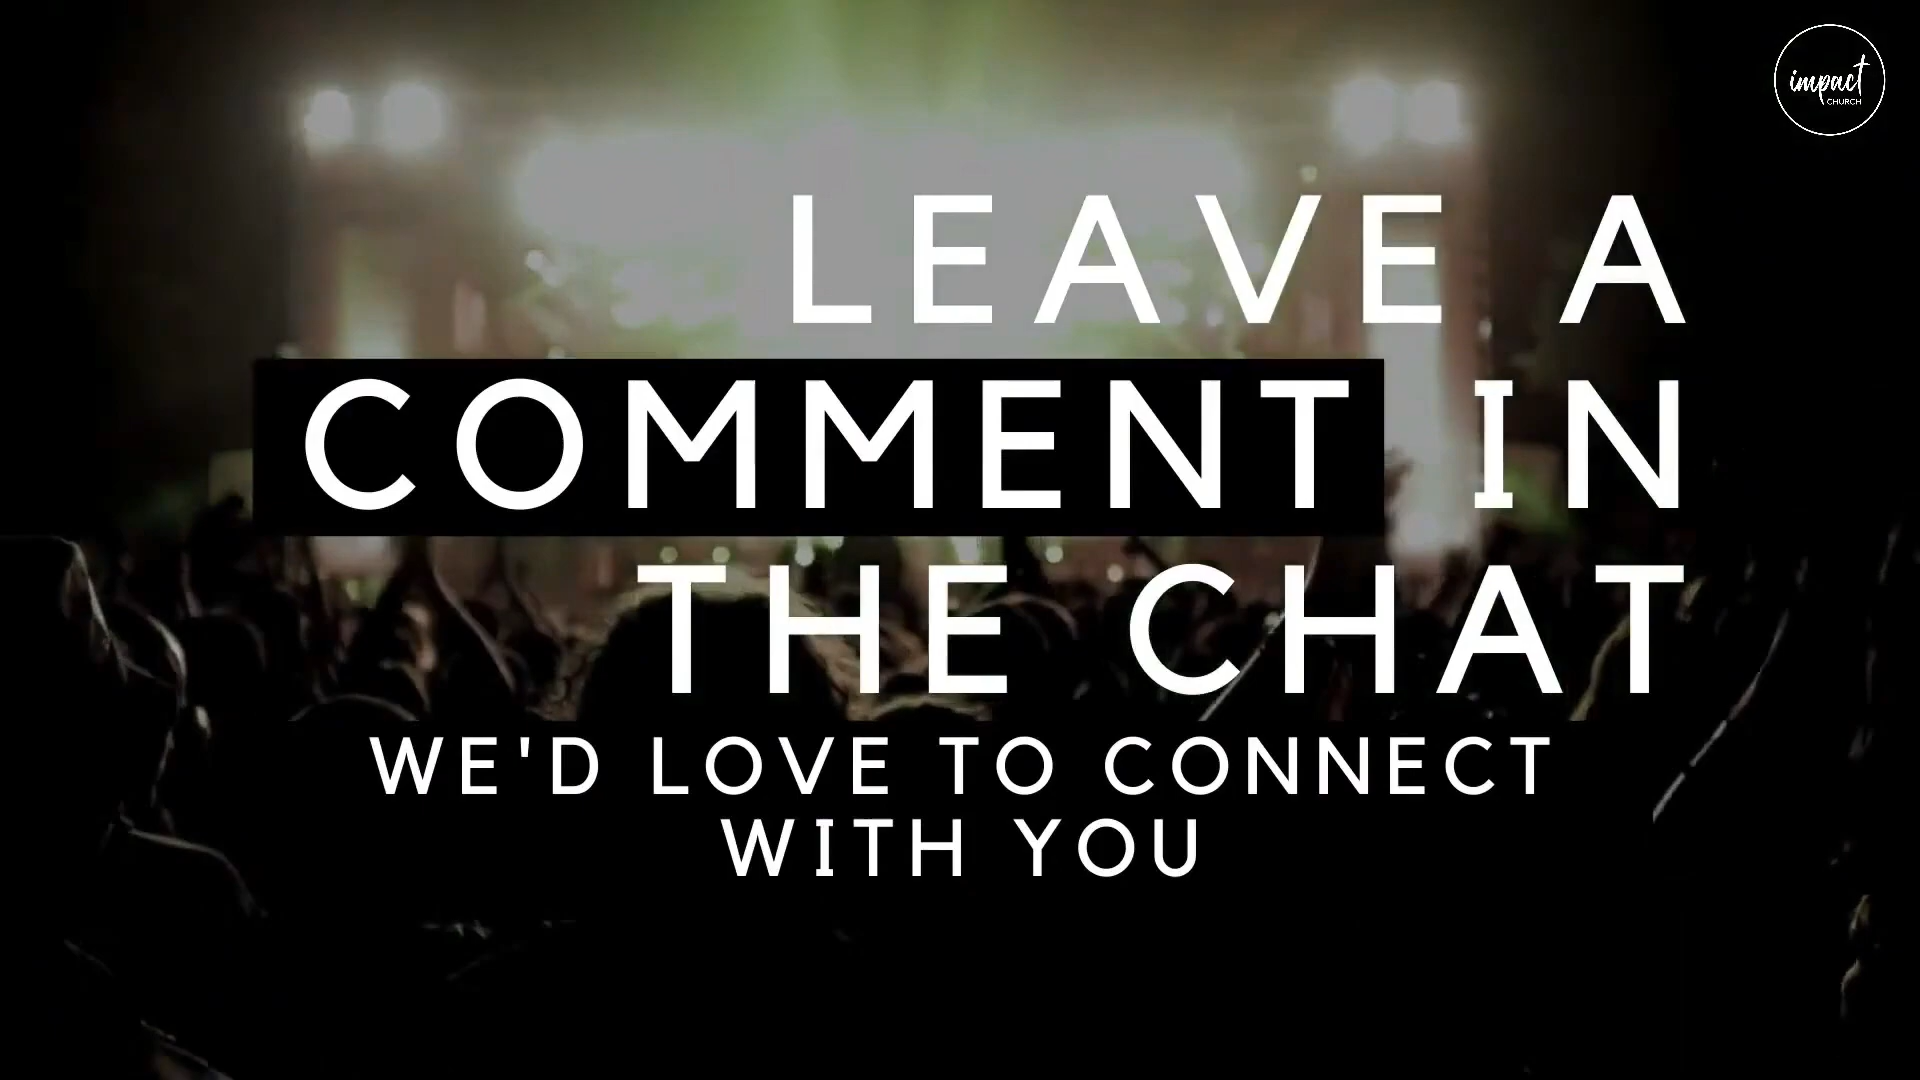 impact
CHURCH
LEAVE A
COMMENT IN
THE CHAT
WE'D LOVE TO CONNECT
WITH YOU